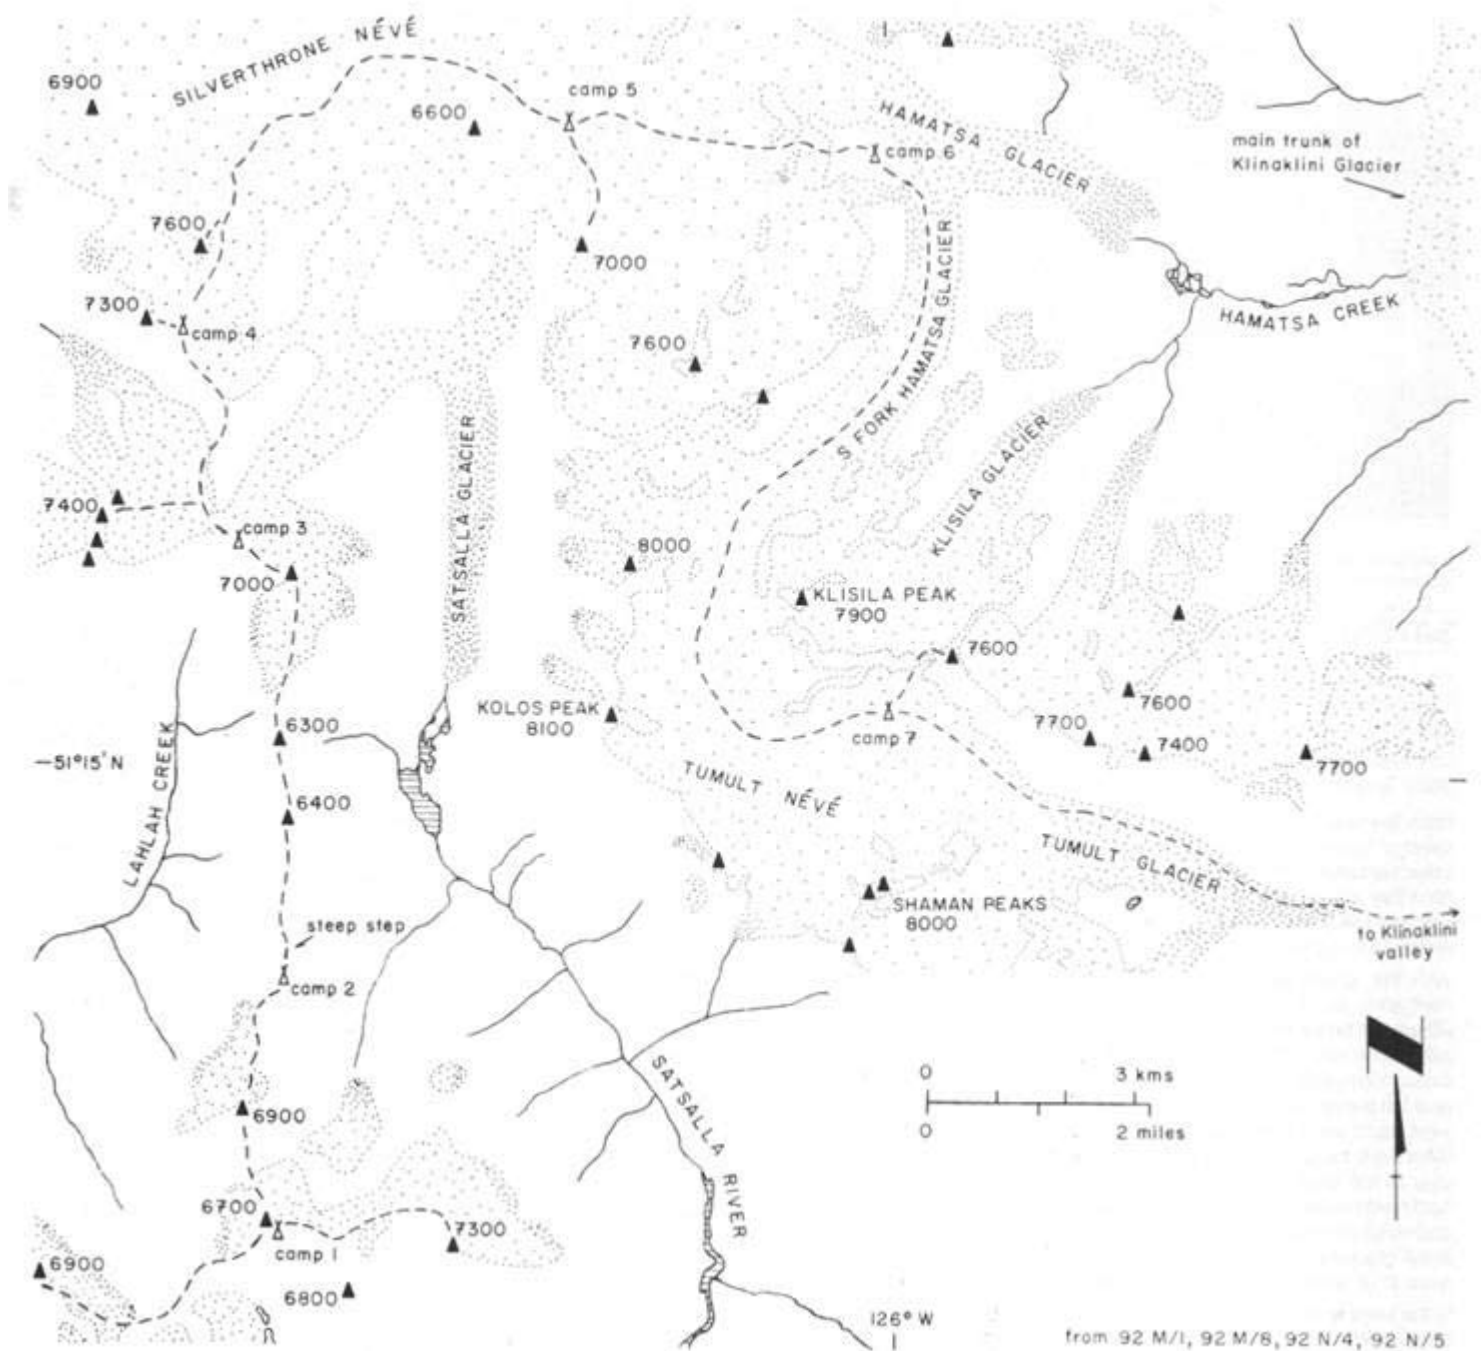 SILVERTHRONE NÉVÉ
6900
6600
camp 5
HAMATSA GLACIER
camp 6
main trunk of
Klinaklini Glacier
7600
7000
7300
camp 4
HAMATSA CREEK
7600
S FORK HAMATSA GLACIER
SATSALLA GLACIER
KLISILA GLACIER
7400
camp 3
7000
8000
KLISILA PEAK
7900
7600
7600
KOLOS PEAK
8100
6300
camp 7
7700
7400
7700
51°15' N
LAHLAH CREEK
TUMULT NÉVÉ
6400
TUMULT GLACIER
SHAMAN PEAKS
8000
steep step
to Klinaklini
valley
camp 2
SATSALLA RIVER
0 3 kms
0 2 miles
N
6900
6700
camp 1
7300
6900
6800
126° W
from 92 M/1, 92 M/8, 92 N/4, 92 N/5